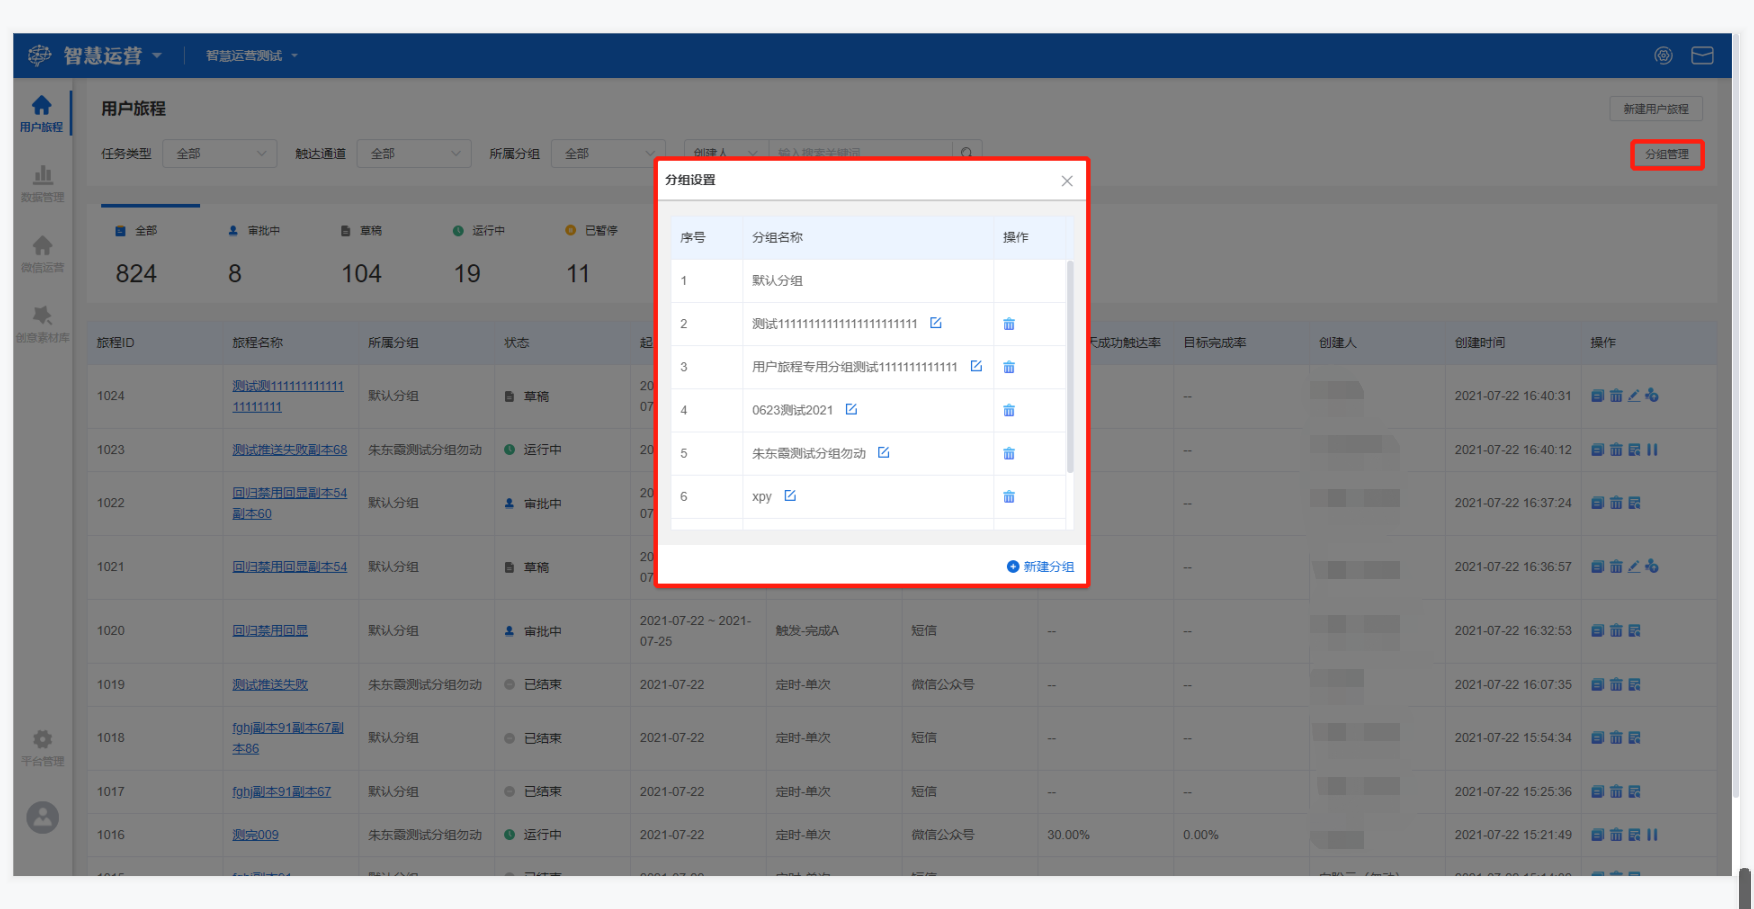 智慧运营 智慧运营测试
用户旅程
数据管理
微信运营
创意素材库
平台管理
用户旅程 新建用户旅程
任务类型 全部 触达通道 全部 所属分组 全部 创建人 输入搜索关键词 分组管理
全部 审批中 草稿 运行中 已暂停
824 8 104 19 11
分组设置
序号 分组名称 操作
1 默认分组
2 测试11111111111111111111111
3 用户旅程专用分组测试1111111111111
4 0623测试2021
5 朱东霞测试分组勿动
6 xpy
新建分组
旅程ID 旅程名称 所属分组 状态 起 天成功触达率 目标完成率 创建人 创建时间 操作
1024 测试测111111111111 默认分组 草稿 20 -- 2021-07-22 16:40:31
11111111 07
1023 测试推送失败副本68 朱东霞测试分组勿动 运行中 20 -- 2021-07-22 16:40:12
1022 回归禁用回显副本54 默认分组 审批中 20 -- 2021-07-22 16:37:24
副本60 07
1021 回归禁用回显副本54 默认分组 草稿 20 -- 2021-07-22 16:36:57
07
1020 回归禁用回显 默认分组 审批中 2021-07-22 ~ 2021- 触发-完成A 短信 -- -- 2021-07-22 16:32:53
07-25
1019 测试推送失败 朱东霞测试分组勿动 已结束 2021-07-22 定时-单次 微信公众号 -- -- 2021-07-22 16:07:35
1018 fghj副本91副本67副 默认分组 已结束 2021-07-22 定时-单次 短信 -- -- 2021-07-22 15:54:34
本86
1017 fghj副本91副本67 默认分组 已结束 2021-07-22 定时-单次 短信 -- -- 2021-07-22 15:25:36
1016 测完009 朱东霞测试分组勿动 运行中 2021-07-22 定时-单次 微信公众号 30.00% 0.00% 2021-07-22 15:21:49